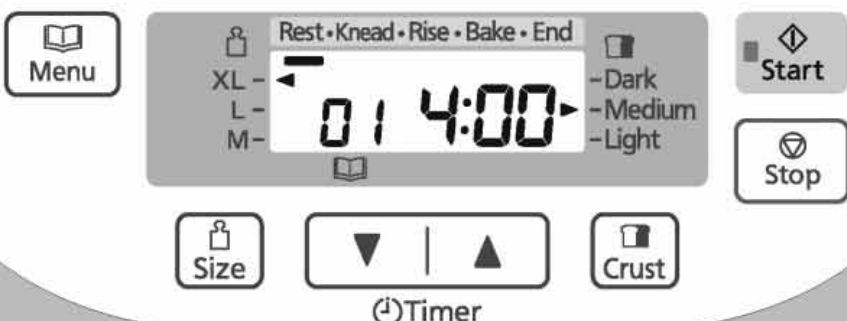 Menu
Rest • Knead • Rise • Bake • End
XL –
L –
M –
01 4:00
– Dark
– Medium
– Light
Start
Stop
Size
Crust
Timer